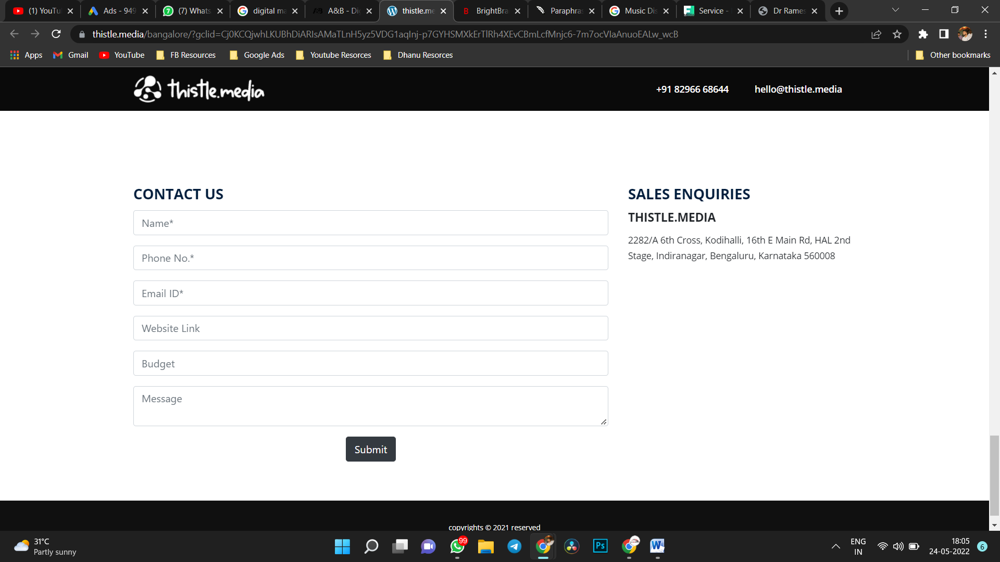 (1) YouTu
Ads - 949
(7) Whats
digital ma
A&B - Di
thistle.me
BrightBra
Paraphras
Music Dis
Service -
Dr Rames
thistle.media/bangalore/?gclid=Cj0KCQjwhLKUBhDiARIsAMaTLnH5yz5VDG1aqInj-p7GYHSMXkErTlRh4XEvCBmLcfMnjc6-7m7ocVIaAnuoEALw_wcB
Apps
Gmail
YouTube
FB Resources
Google Ads
Youtube Resorces
Dhanu Resorces
Other bookmarks
thistle.media
+91 82966 68644
hello@thistle.media
CONTACT US
Name*
Phone No.*
Email ID*
Website Link
Budget
Message
Submit
SALES ENQUIRIES
THISTLE.MEDIA
2282/A 6th Cross, Kodihalli, 16th E Main Rd, HAL 2nd
Stage, Indiranagar, Bengaluru, Karnataka 560008
copyrights © 2021 reserved
31°C
Partly sunny
99
Ps
W
ENG
IN
18:05
24-05-2022
6